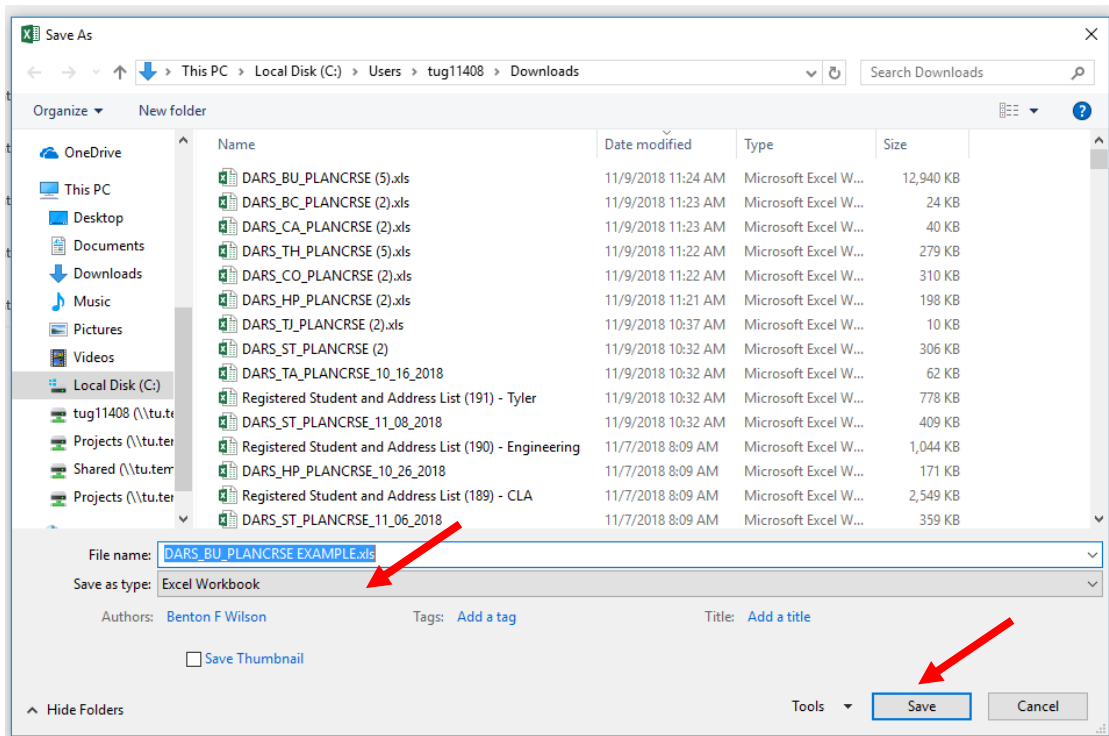 Save As
This PC > Local Disk (C:) > Users > tug11408 > Downloads
Search Downloads
Organize
New folder
Name Date modified Type Size
OneDrive
This PC
Desktop
Documents
Downloads
Music
Pictures
Videos
Local Disk (C:)
tug11408 (\\tu.te
Projects (\\tu.ter
Shared (\\tu.tem
Projects (\\tu.ter
DARS_BU_PLANCRSE (5).xls 11/9/2018 11:24 AM Microsoft Excel W... 12,940 KB
DARS_BC_PLANCRSE (2).xls 11/9/2018 11:23 AM Microsoft Excel W... 24 KB
DARS_CA_PLANCRSE (2).xls 11/9/2018 11:23 AM Microsoft Excel W... 40 KB
DARS_TH_PLANCRSE (5).xls 11/9/2018 11:22 AM Microsoft Excel W... 279 KB
DARS_CO_PLANCRSE (2).xls 11/9/2018 11:22 AM Microsoft Excel W... 310 KB
DARS_HP_PLANCRSE (2).xls 11/9/2018 11:21 AM Microsoft Excel W... 198 KB
DARS_TJ_PLANCRSE (2).xls 11/9/2018 10:37 AM Microsoft Excel W... 10 KB
DARS_ST_PLANCRSE (2) 11/9/2018 10:32 AM Microsoft Excel W... 306 KB
DARS_TA_PLANCRSE_10_16_2018 11/9/2018 10:32 AM Microsoft Excel W... 62 KB
Registered Student and Address List (191) - Tyler 11/9/2018 10:32 AM Microsoft Excel W... 778 KB
DARS_ST_PLANCRSE_11_08_2018 11/9/2018 10:32 AM Microsoft Excel W... 409 KB
Registered Student and Address List (190) - Engineering 11/7/2018 8:09 AM Microsoft Excel W... 1,044 KB
DARS_HP_PLANCRSE_10_26_2018 11/7/2018 8:09 AM Microsoft Excel W... 171 KB
Registered Student and Address List (189) - CLA 11/7/2018 8:09 AM Microsoft Excel W... 2,549 KB
DARS_ST_PLANCRSE_11_06_2018 11/7/2018 8:09 AM Microsoft Excel W... 359 KB
File name: DARS_BU_PLANCRSE EXAMPLE.xls
Save as type: Excel Workbook
Authors: Benton F Wilson Tags: Add a tag Title: Add a title
Save Thumbnail
Hide Folders
Tools Save Cancel